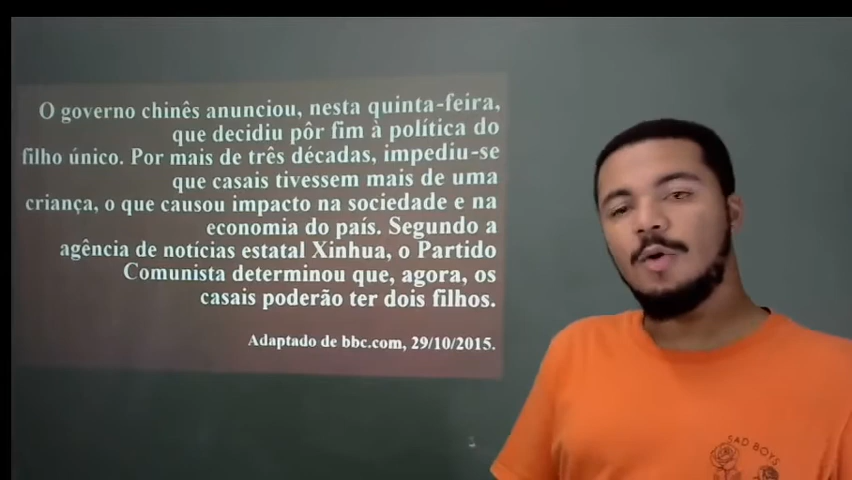 O governo chinês anunciou, nesta quinta-feira,
que decidiu pôr fim à política do
filho único. Por mais de três décadas, impediu-se
que casais tivessem mais de uma
criança, o que causou impacto na sociedade e na
economia do país. Segundo a
agência de notícias estatal Xinhua, o Partido
Comunista determinou que, agora, os
casais poderão ter dois filhos.
Adaptado de bbc.com, 29/10/2015.
SAD BOYS